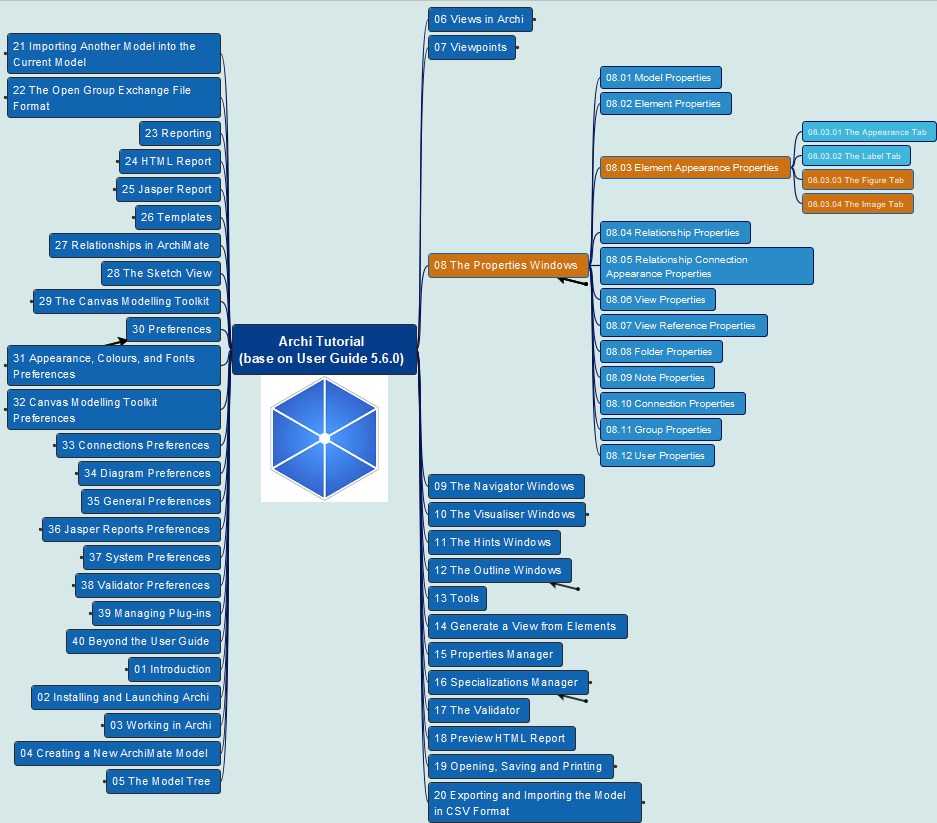 Archi Tutorial
(base on User Guide 5.6.0)
21 Importing Another Model into the
Current Model
22 The Open Group Exchange File
Format
23 Reporting
24 HTML Report
25 Jasper Report
26 Templates
27 Relationships in ArchiMate
28 The Sketch View
29 The Canvas Modelling Toolkit
30 Preferences
31 Appearance, Colours, and Fonts
Preferences
32 Canvas Modelling Toolkit
Preferences
33 Connections Preferences
34 Diagram Preferences
35 General Preferences
36 Jasper Reports Preferences
37 System Preferences
38 Validator Preferences
39 Managing Plug-ins
40 Beyond the User Guide
01 Introduction
02 Installing and Launching Archi
03 Working in Archi
04 Creating a New ArchiMate Model
05 The Model Tree
06 Views in Archi
07 Viewpoints
08 The Properties Windows
08.01 Model Properties
08.02 Element Properties
08.03 Element Appearance Properties
08.03.01 The Appearance Tab
08.03.02 The Label Tab
08.03.03 The Figure Tab
08.03.04 The Image Tab
08.04 Relationship Properties
08.05 Relationship Connection
Appearance Properties
08.06 View Properties
08.07 View Reference Properties
08.08 Folder Properties
08.09 Note Properties
08.10 Connection Properties
08.11 Group Properties
08.12 User Properties
09 The Navigator Windows
10 The Visualiser Windows
11 The Hints Windows
12 The Outline Windows
13 Tools
14 Generate a View from Elements
15 Properties Manager
16 Specializations Manager
17 The Validator
18 Preview HTML Report
19 Opening, Saving and Printing
20 Exporting and Importing the Model
in CSV Format